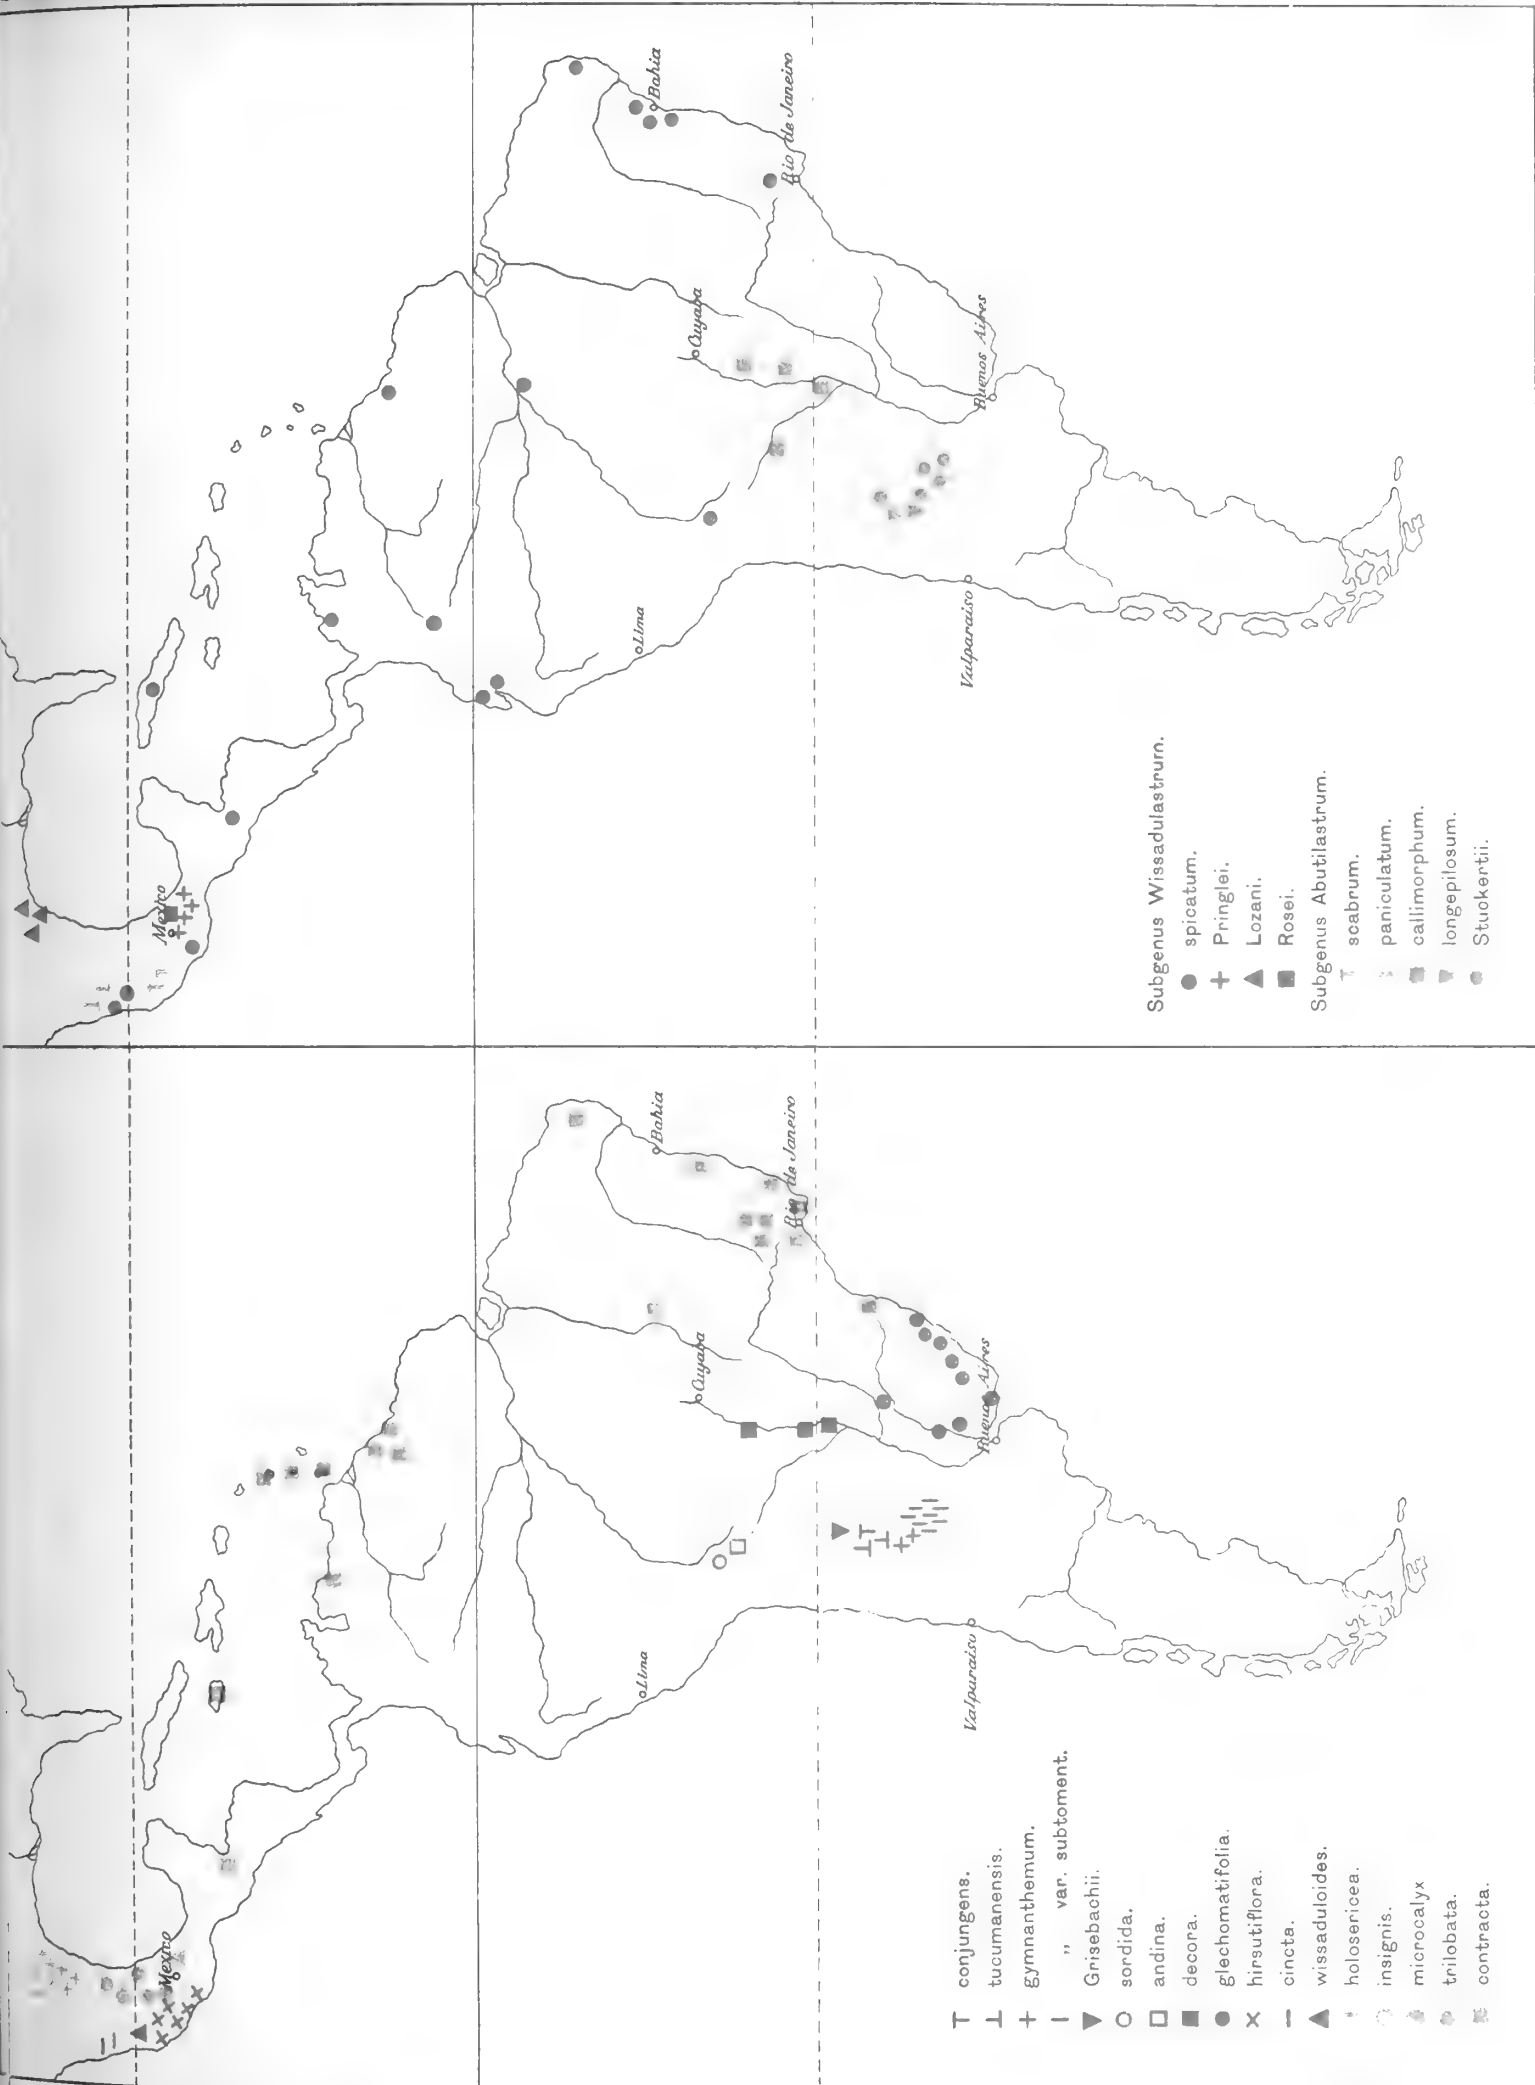 Mexico
Bahia
Rio de Janeiro
Cuyaba
Lima
Buenos Aires
Valparaiso
conjungens.
tucumanensis.
gymnanthemum.
„ var. subtoment.
Grisebachii.
sordida.
andina.
decora.
glechomatifolia.
hirsutiflora.
cincta.
wissaduloides.
holosericea.
insignis.
microcalyx
trilobata.
contracta.
Mexico
Bahia
Rio de Janeiro
Cuyaba
Lima
Buenos Aires
Valparaiso
Subgenus Wissadulastrum.
spicatum.
Pringlei.
Lozani.
Rosei.
Subgenus Abutilastrum.
scabrum.
paniculatum.
callimorphum.
longepilosum.
Stuckertii.